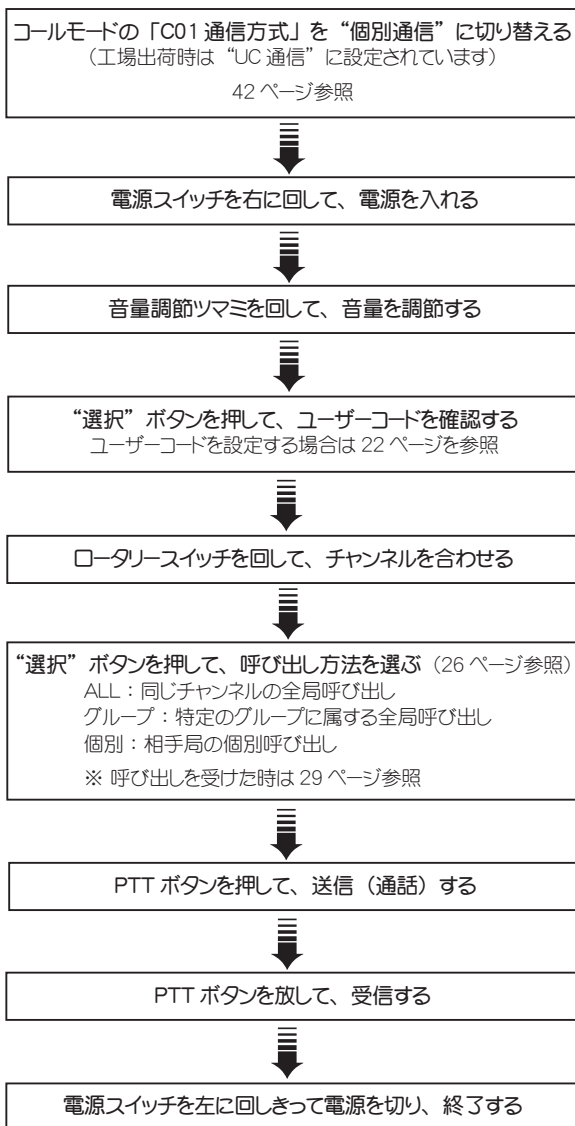 コールモードの「C01 通信方式」を“個別通信”に切り替える
（工場出荷時は“UC 通信”に設定されています）
42 ページ参照
電源スイッチを右に回して、電源を入れる
音量調節ツマミを回して、音量を調節する
“選択”ボタンを押して、ユーザーコードを確認する
ユーザーコードを設定する場合は 22 ページを参照
ロータリースイッチを回して、チャンネルを合わせる
“選択”ボタンを押して、呼び出し方法を選ぶ（26 ページ参照）
ALL：同じチャンネルの全局呼び出し
グループ：特定のグループに属する全局呼び出し
個別：相手局の個別呼び出し
※ 呼び出しを受けた時は 29 ページ参照
PTT ボタンを押して、送信（通話）する
PTT ボタンを放して、受信する
電源スイッチを左に回しきって電源を切り、終了する